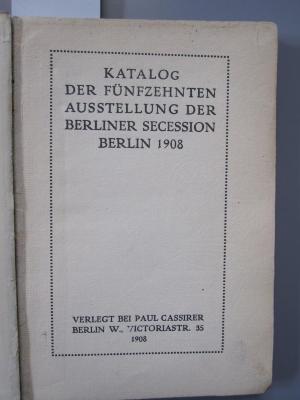 KATALOG
DER FÜNFZEHNTEN
AUSSTELLUNG DER
BERLINER SECESSION
BERLIN 1908
VERLEGT BEI PAUL CASSIRER
BERLIN W., VICTORIASTR. 35
1908